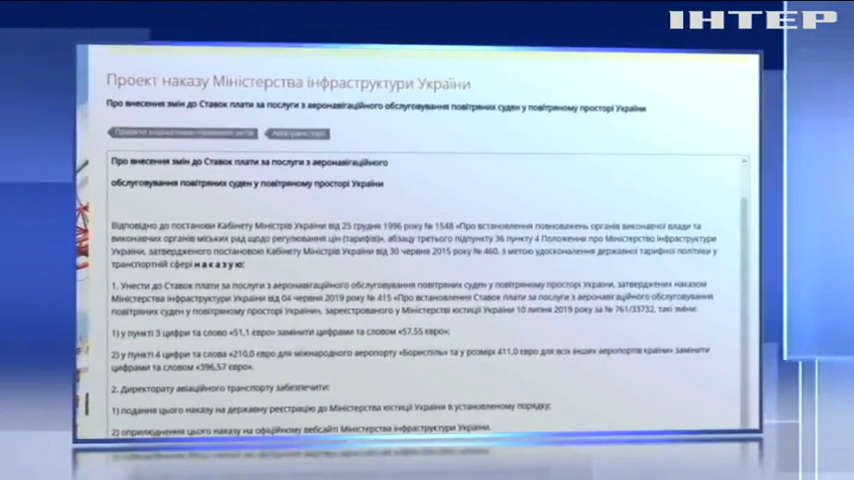 ІНТЕР
Проект наказу Міністерства інфраструктури України
Про внесення змін до Ставок плати за послуги з аеронавігаційного обслуговування повітряних суден у повітряному просторі України
Проекти нормативно-правових актів Авіатранспорт
Про внесення змін до Ставок плати за послуги з аеронавігаційного
обслуговування повітряних суден у повітряному просторі України
Відповідно до постанови Кабінету Міністрів України від 25 грудня 1996 року № 1548 «Про встановлення повноважень органів виконавчої влади та
виконавчих органів міських рад щодо регулювання цін (тарифів)», абзацу третього підпункту 36 пункту 4 Положення про Міністерство інфраструктури
України, затвердженого постановою Кабінету Міністрів України від 30 червня 2015 року № 460, з метою удосконалення державної тарифної політики у
транспортній сфері н а к а з у ю:
1. Унести до Ставок плати за послуги з аеронавігаційного обслуговування повітряних суден у повітряному просторі України, затверджених наказом
Міністерства інфраструктури України від 04 червня 2019 року № 415 «Про встановлення Ставок плати за послуги з аеронавігаційного обслуговування
повітряних суден у повітряному просторі України», зареєстрованого у Міністерстві юстиції України 10 липня 2019 року за № 761/33732, такі зміни:
1) у пункті 3 цифри та слово «51,1 євро» замінити цифрами та словом «57,55 євро»;
2) у пункті 4 цифри та слова «210,0 євро для міжнародного аеропорту «Бориспіль» та у розмірі 411,0 євро для всіх інших аеропортів країни» замінити
цифрами та словом «396,57 євро».
2. Директорату авіаційного транспорту забезпечити:
1) подання цього наказу на державну реєстрацію до Міністерства юстиції України в установленому порядку;
2) оприлюднення цього наказу на офіційному вебсайті Міністерства інфраструктури України.